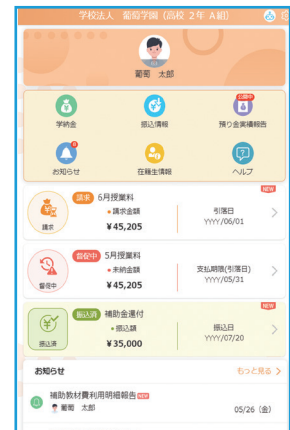 学校法人　葡萄学園 (高校 2年 A組)
葡萄　太郎
公開中
学納金
振込情報
預り金実績報告
お知らせ
在籍生情報
ヘルプ
NEW
請求 6月授業料
請求金額
引落日
¥45,205
YYYY/06/01
請求
督促中 5月授業料
未納金額
支払期限(引落日)
¥45,205
YYYY/05/31
督促中
NEW
振込済 補助金還付
振込額
振込日
¥35,000
YYYY/07/20
振込済
お知らせ
もっと見る >
補助教材費利用明細報告 NEW
葡萄　太郎
05/26 (金)